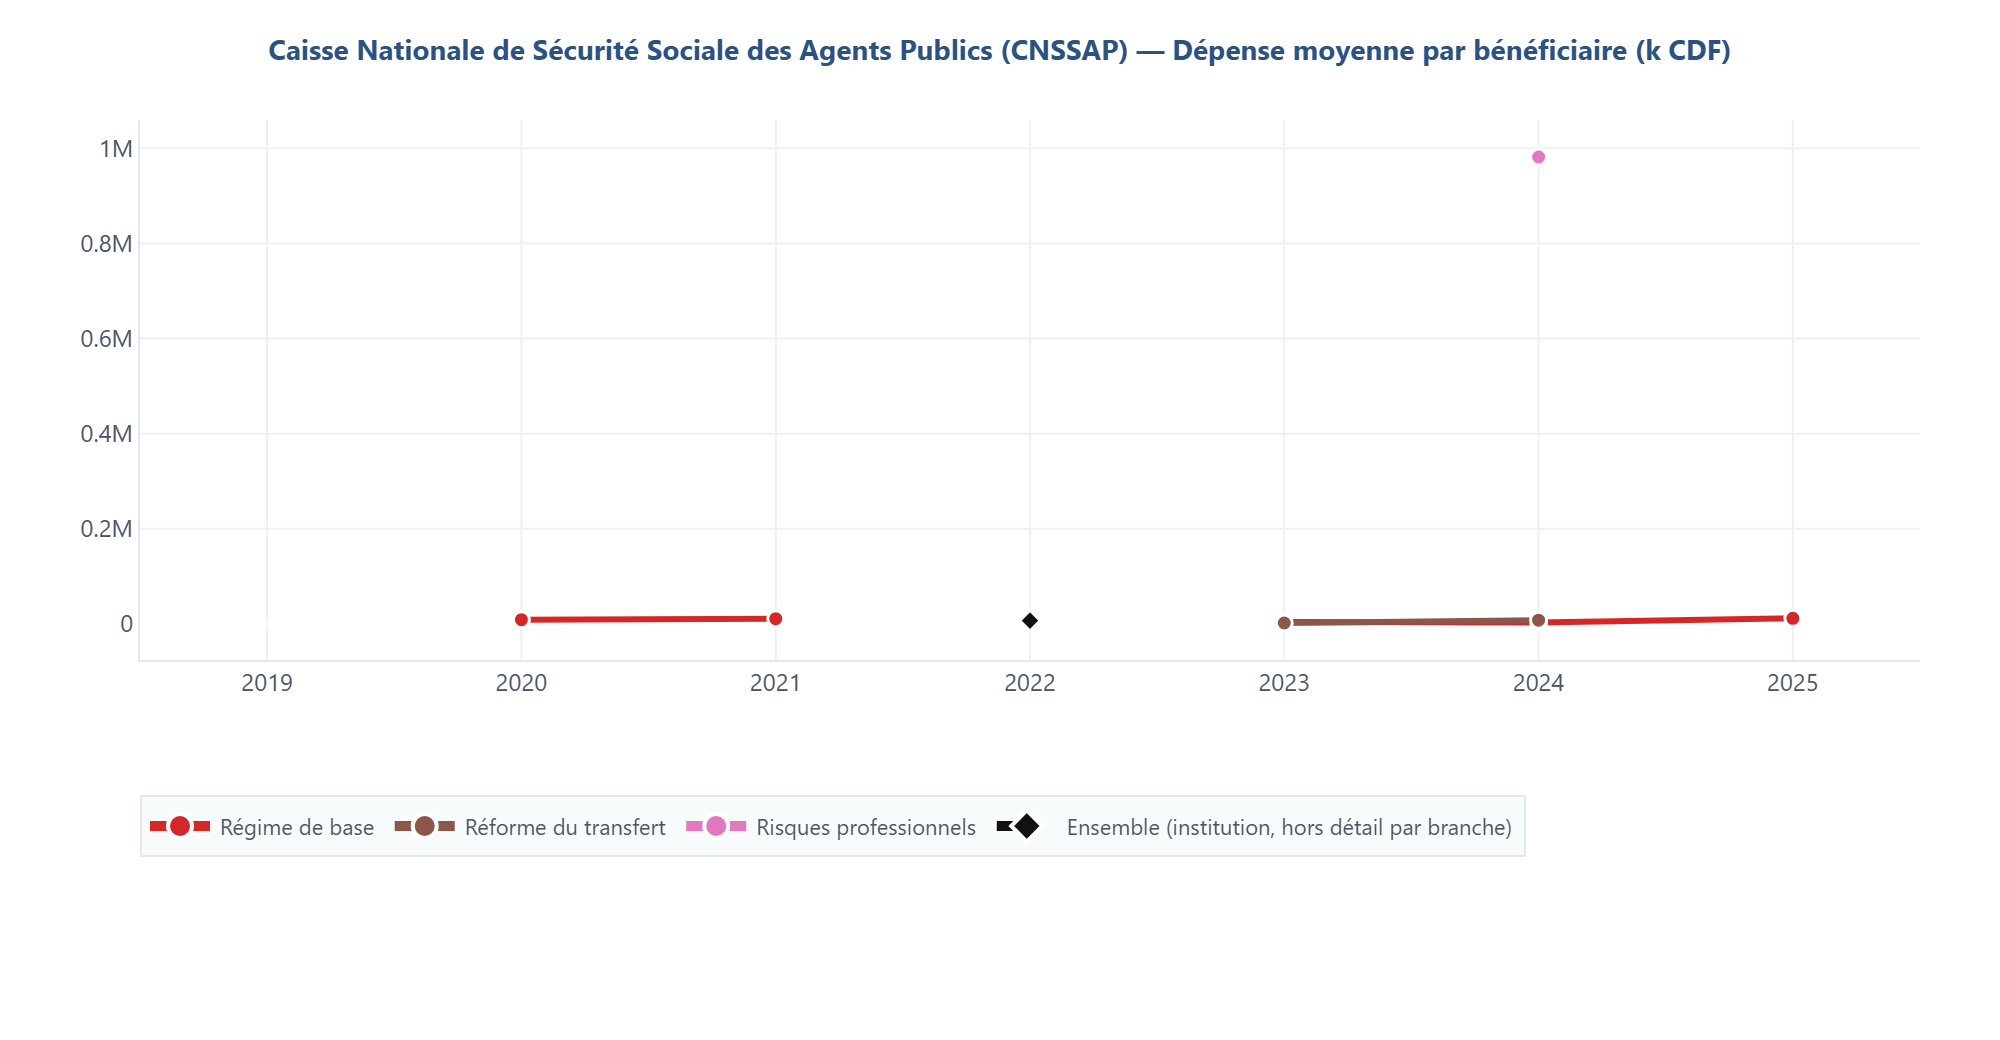 Caisse Nationale de Sécurité Sociale des Agents Publics (CNSSAP) — Dépense moyenne par bénéficiaire (k CDF)
1M
0.8M
0.6M
0.4M
0.2M
0
2019 2020 2021 2022 2023 2024 2025
Régime de base Réforme du transfert Risques professionnels Ensemble (institution, hors détail par branche)